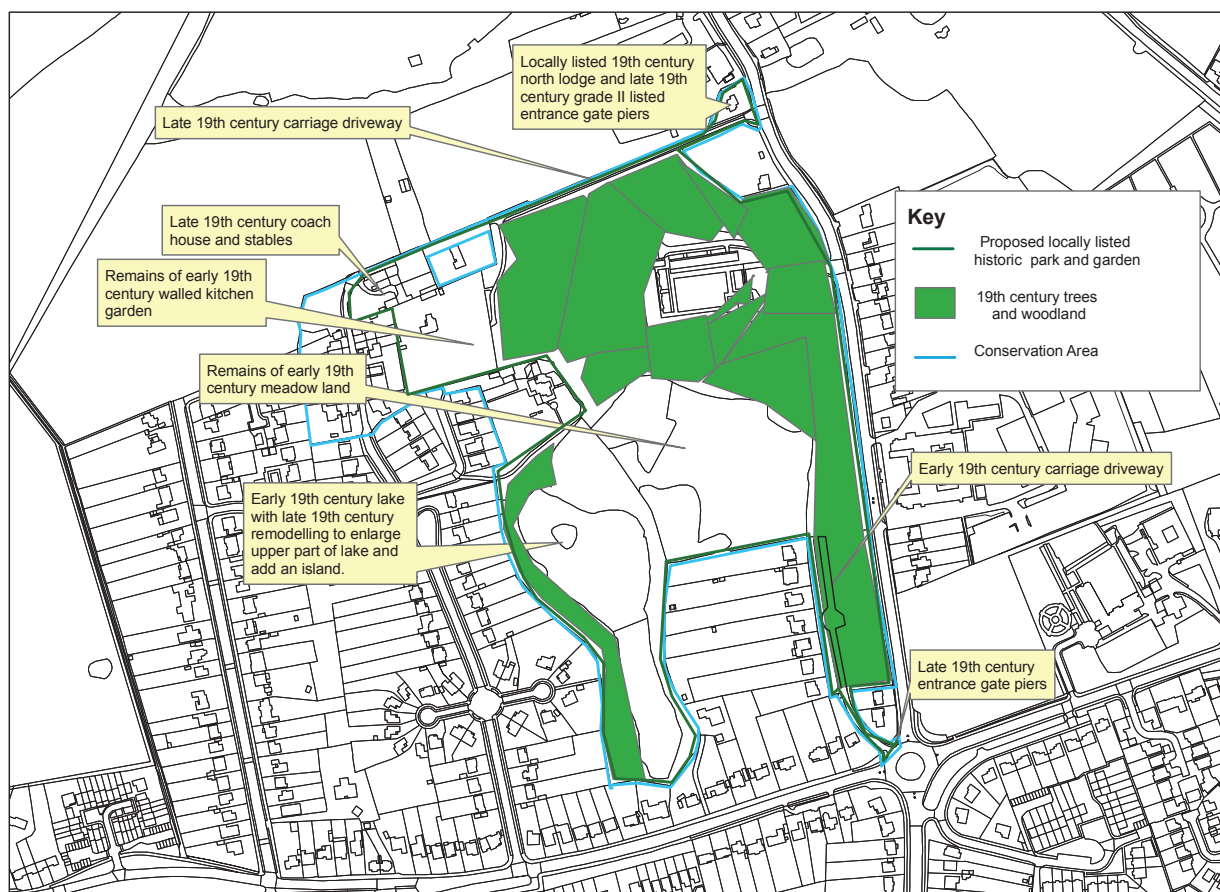 Locally listed 19th century
north lodge and late 19th
century grade II listed
entrance gate piers
Late 19th century carriage driveway
Late 19th century coach
house and stables
Remains of early 19th
century walled kitchen
garden
Remains of early 19th
century meadow land
Early 19th century lake
with late 19th century
remodelling to enlarge
upper part of lake and
add an island.
Key
Proposed locally listed
historic park and garden
19th century trees
and woodland
Conservation Area
Early 19th century carriage driveway
Late 19th century
entrance gate piers